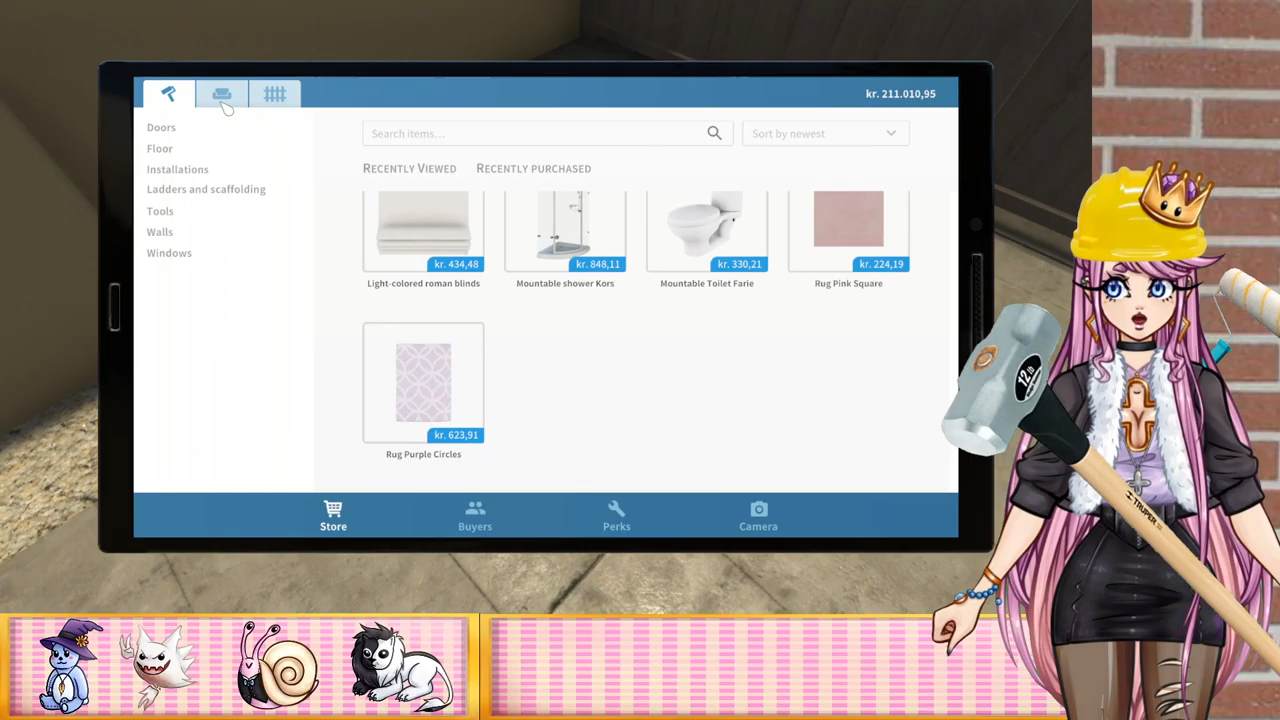 kr. 211.010,95
Doors
Floor
Installations
Ladders and scaffolding
Tools
Walls
Windows
Search items...
Sort by newest
RECENTLY VIEWED
RECENTLY PURCHASED
kr. 434,48
kr. 848,11
kr. 330,21
kr. 224,19
Light-colored roman blinds
Mountable shower Kors
Mountable Toilet Farie
Rug Pink Square
kr. 623,91
Rug Purple Circles
Store
Buyers
Perks
Camera
12 lb
TRUPER